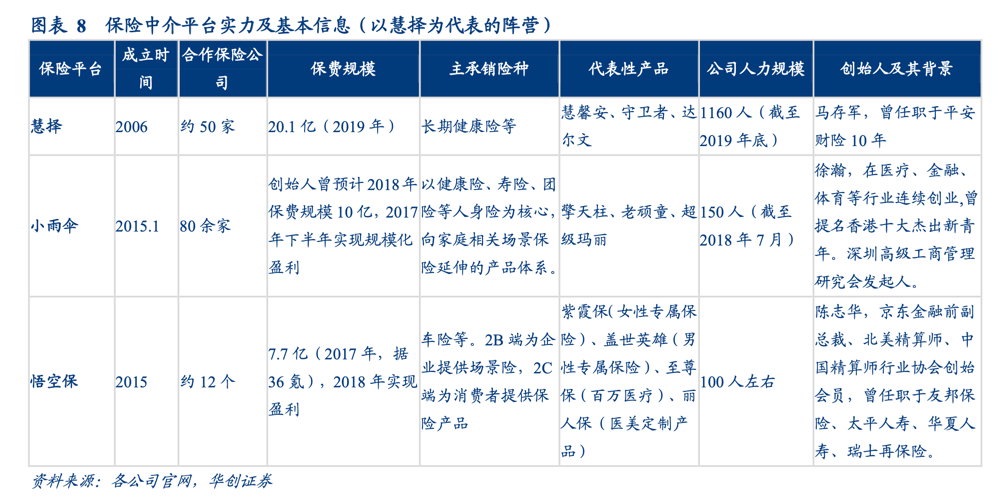 图表 8 保险中介平台实力及基本信息（以慧择为代表的阵营）
保险平台
成立时
间
合作保险公
司
保费规模
主承销险种
代表性产品
公司人力规模
创始人及其背景
慧择
2006
约 50 家
20.1 亿（2019 年）
长期健康险等
慧馨安、守卫者、达
尔文
1160 人（截至
2019 年底）
马存军，曾任职于平安
财险 10 年
小雨伞
2015.1
80 余家
创始人曾预计 2018 年
保费规模 10 亿，2017
年下半年实现规模化
盈利
以健康险、寿险、团
险等人身险为核心，
向家庭相关场景保
险延伸的产品体系。
擎天柱、老顽童、超
级玛丽
150 人（截至
2018 年 7 月）
徐瀚，在医疗、金融、
体育等行业连续创业,曾
提名香港十大杰出新青
年。深圳高级工商管理
研究会发起人。
悟空保
2015
约 12 个
7.7 亿（2017 年，据
36 氪），2018 年实现
盈利
车险等。2B 端为企
业提供场景险，2C
端为消费者提供保
险产品
紫霞保（女性专属保
险）、盖世英雄（男
性专属保险）、至尊
保（百万医疗）、丽
人保（医美定制产
品）
100 人左右
陈志华，京东金融前副
总裁、北美精算师、中
国精算师行业协会创始
会员，曾任职于友邦保
险、太平人寿、华夏人
寿、瑞士再保险。
资料来源：各公司官网，华创证券